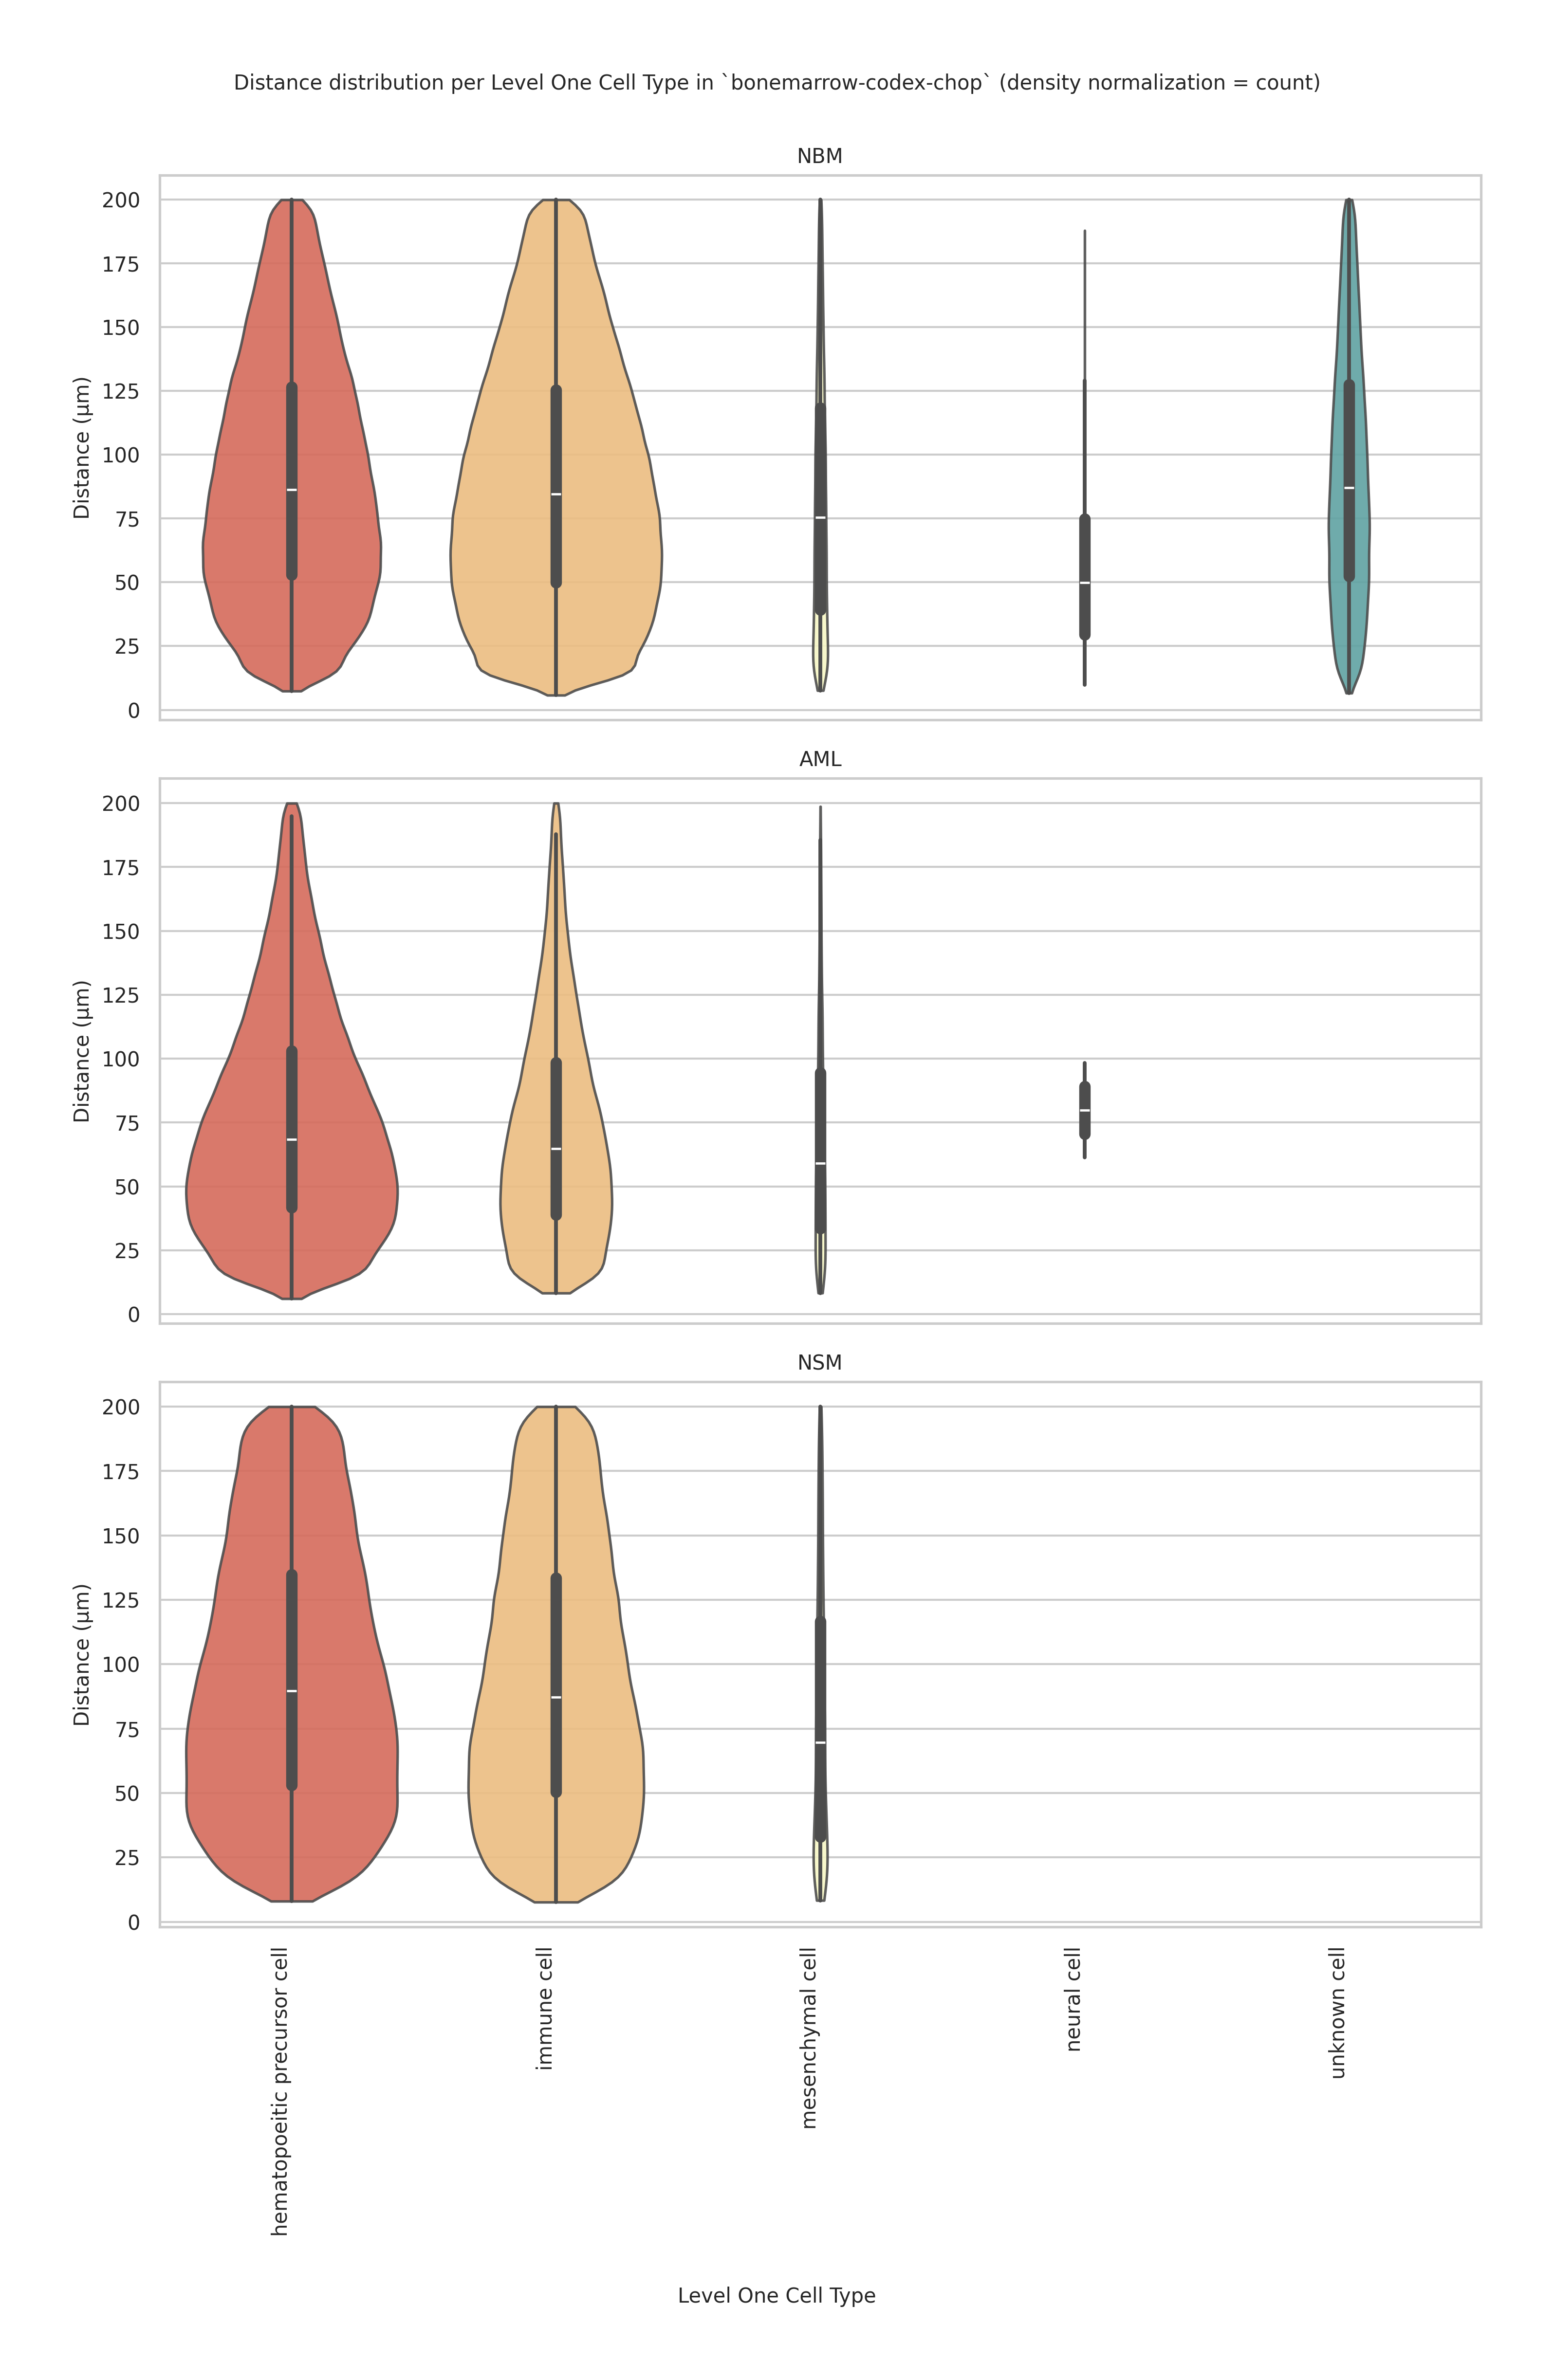 Distance distribution per Level One Cell Type in `bonemarrow-codex-chop` (density normalization = count)
NBM
200
175
150
125
100
75
50
25
0
Distance (μm)
AML
200
175
150
125
100
75
50
25
0
Distance (μm)
NSM
200
175
150
125
100
75
50
25
0
Distance (μm)
hematopoeitic precursor cell
immune cell
mesenchymal cell
neural cell
unknown cell
Level One Cell Type